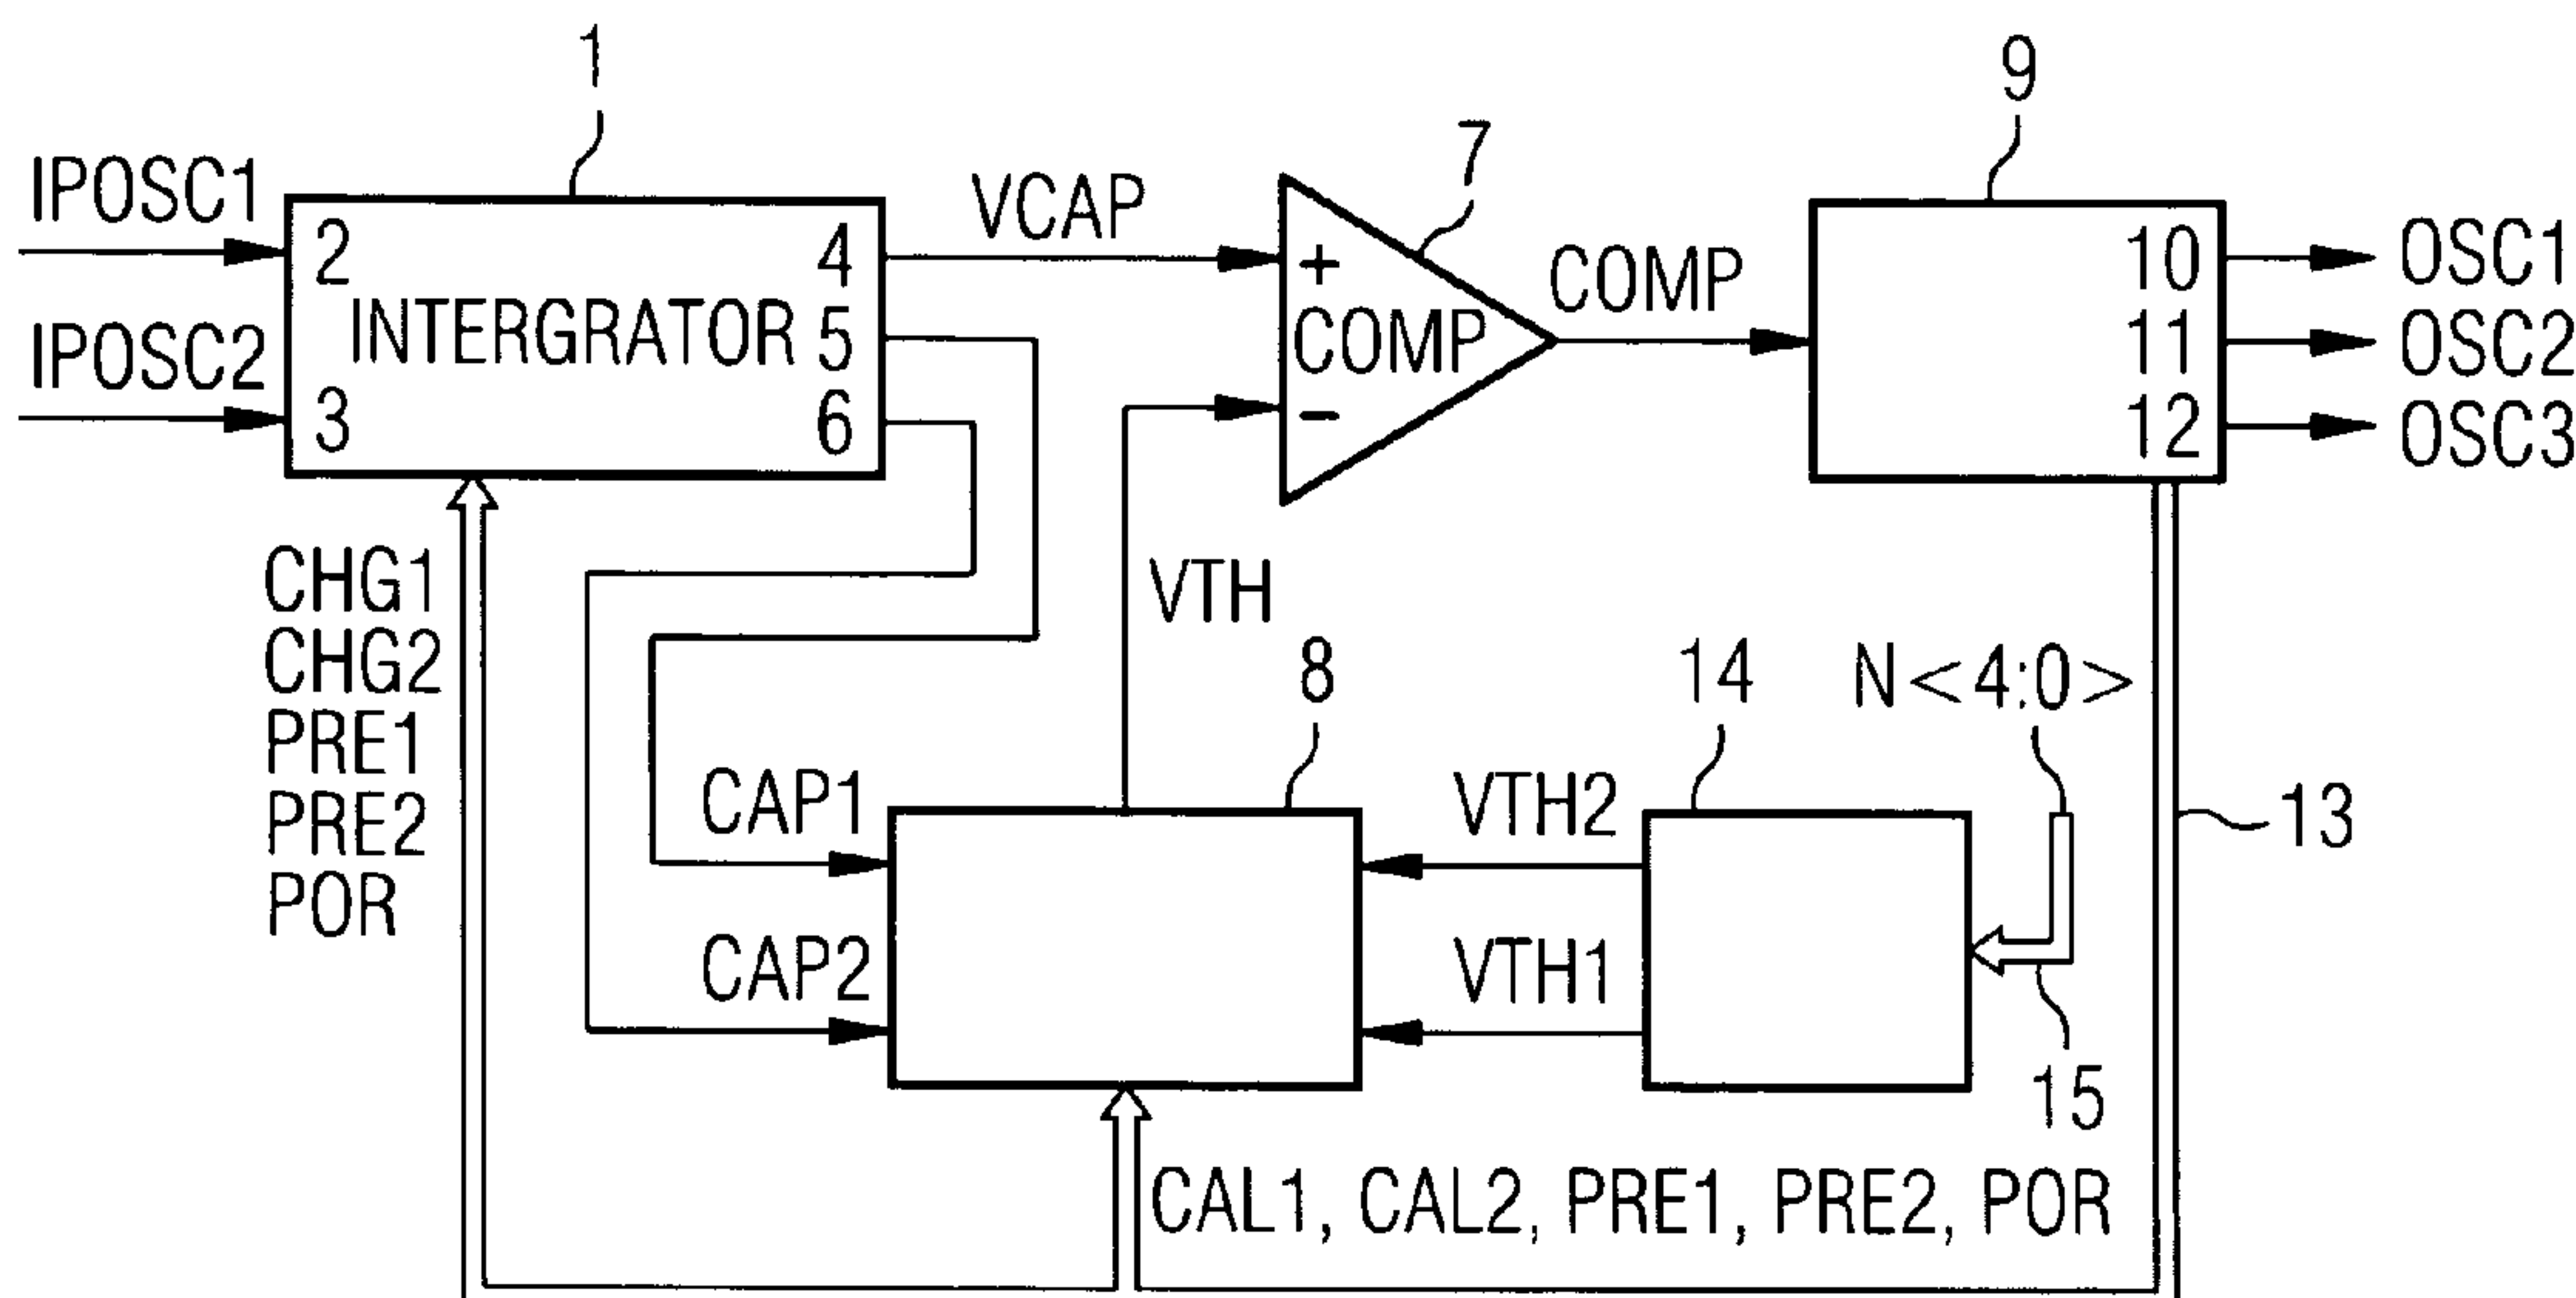 1
9
7
IPOSC1
VCAP
2
4
+
10
OSC1
COMP
INTERGRATOR
5
COMP
11
OSC2
IPOSC2
3
6
-
12
OSC3
CHG1
CHG2
PRE1
PRE2
POR
VTH
8
14
N<4:0>
CAP1
VTH2
13
CAP2
VTH1
15
CAL1, CAL2, PRE1, PRE2, POR